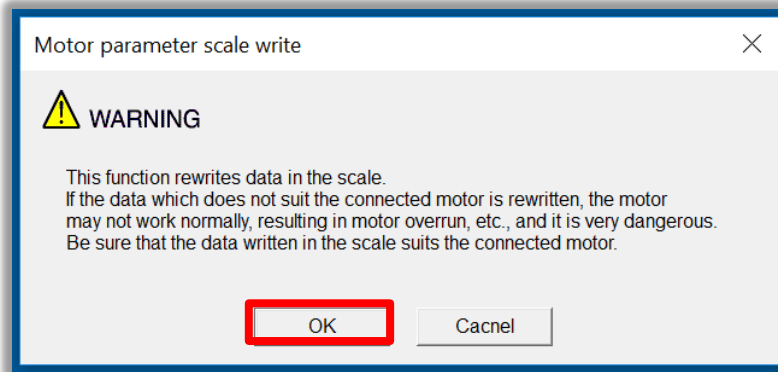 Motor parameter scale write
WARNING
This function rewrites data in the scale.
If the data which does not suit the connected motor is rewritten, the motor
may not work normally, resulting in motor overrun, etc., and it is very dangerous.
Be sure that the data written in the scale suits the connected motor.
OK
Cacnel